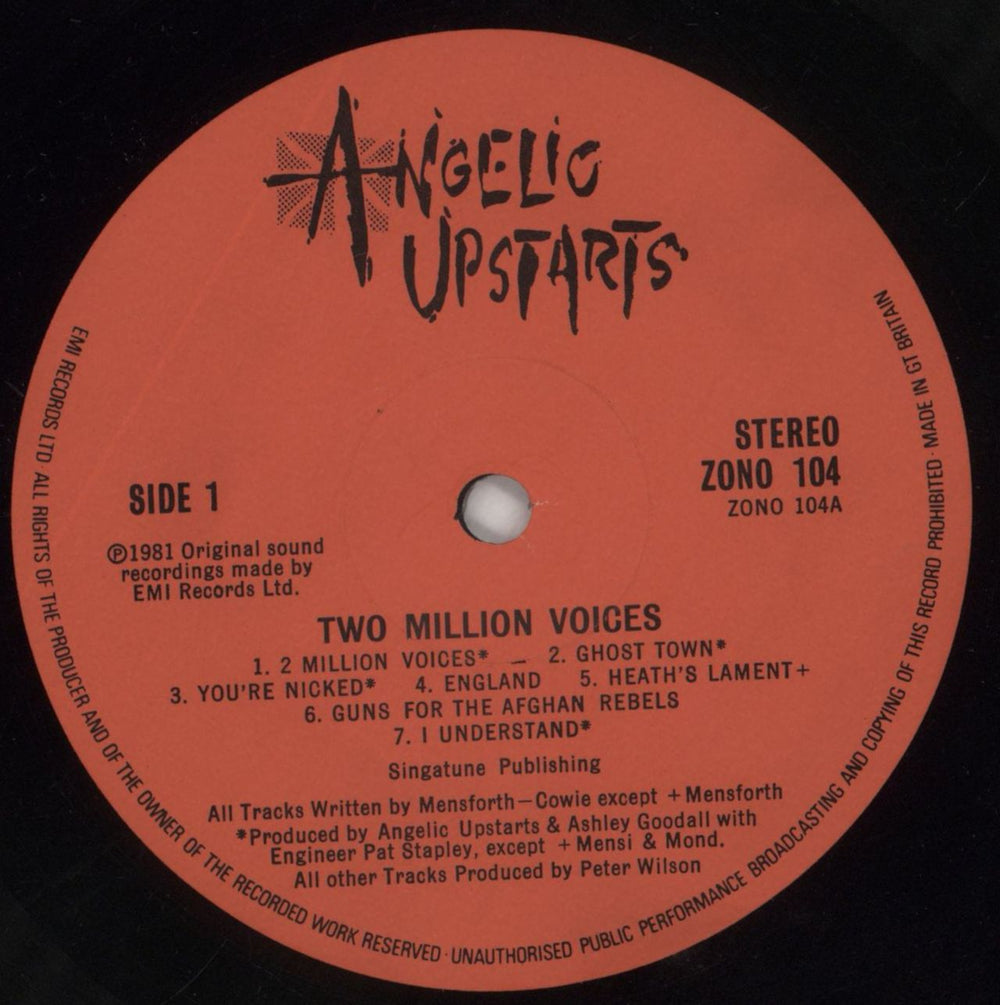 ANGELIC
UPSTARTS
STEREO
ZONO 104
ZONO 104A
SIDE 1
℗1981 Original sound
recordings made by
EMI Records Ltd.
TWO MILLION VOICES
1. 2 MILLION VOICES* – 2. GHOST TOWN*
3. YOU'RE NICKED* 4. ENGLAND 5. HEATH'S LAMENT+
6. GUNS FOR THE AFGHAN REBELS
7. I UNDERSTAND*
Singatune Publishing
All Tracks Written by Mensforth–Cowie except +Mensforth
*Produced by Angelic Upstarts & Ashley Goodall with
Engineer Pat Stapley, except +Mensi & Mond.
All other Tracks Produced by Peter Wilson
EMI RECORDS LTD · ALL RIGHTS OF THE PRODUCER AND OF THE OWNER OF THE RECORDED WORK RESERVED · UNAUTHORISED PUBLIC PERFORMANCE BROADCASTING AND COPYING OF THIS RECORD PROHIBITED · MADE IN GT BRITAIN